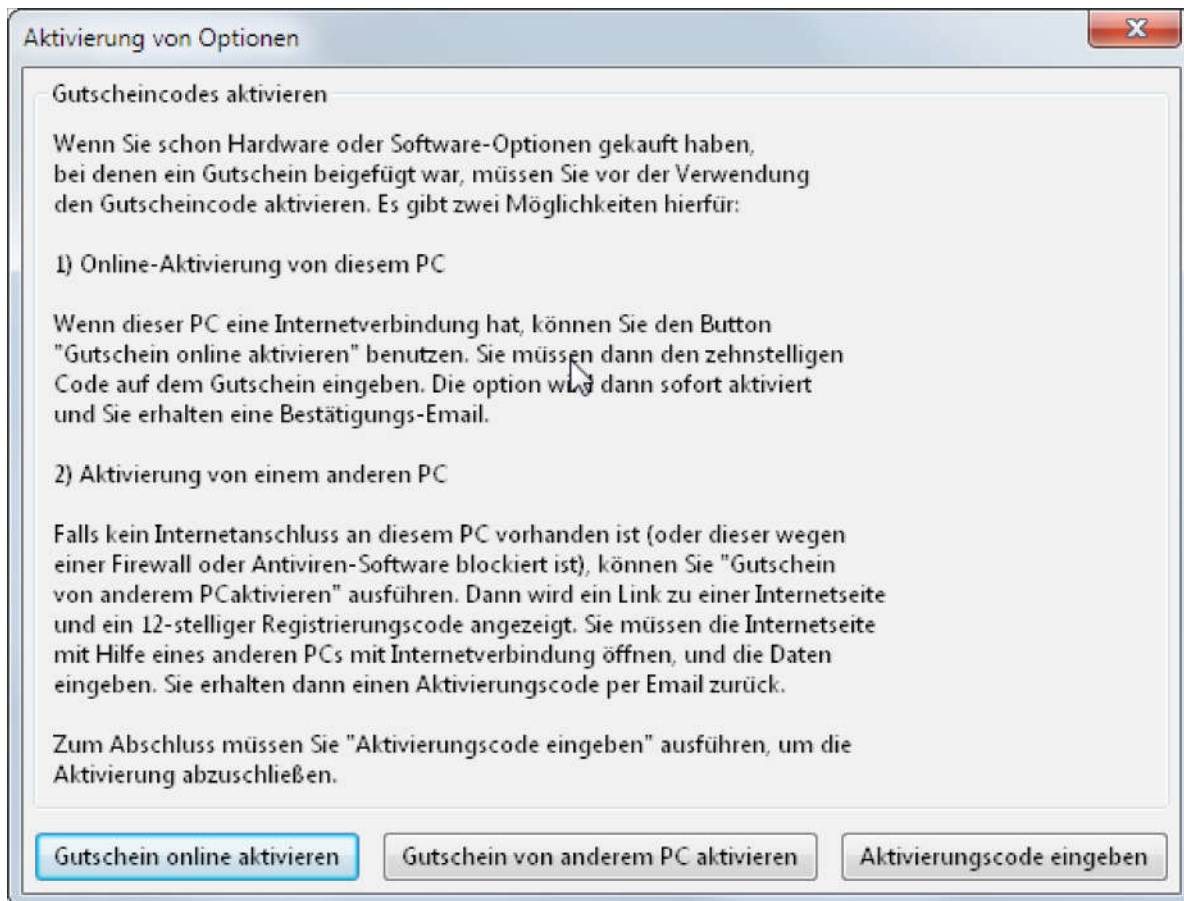 Aktivierung von Optionen
Gutscheincodes aktivieren
Wenn Sie schon Hardware oder Software-Optionen gekauft haben,
bei denen ein Gutschein beigefügt war, müssen Sie vor der Verwendung
den Gutscheincode aktivieren. Es gibt zwei Möglichkeiten hierfür:
1) Online-Aktivierung von diesem PC
Wenn dieser PC eine Internetverbindung hat, können Sie den Button
"Gutschein online aktivieren" benutzen. Sie müssen dann den zehnstelligen
Code auf dem Gutschein eingeben. Die option wird dann sofort aktiviert
und Sie erhalten eine Bestätigungs-Email.
2) Aktivierung von einem anderen PC
Falls kein Internetanschluss an diesem PC vorhanden ist (oder dieser wegen
einer Firewall oder Antiviren-Software blockiert ist), können Sie "Gutschein
von anderem PCaktivieren" ausführen. Dann wird ein Link zu einer Internetseite
und ein 12-stelliger Registrierungscode angezeigt. Sie müssen die Internetseite
mit Hilfe eines anderen PCs mit Internetverbindung öffnen, und die Daten
eingeben. Sie erhalten dann einen Aktivierungscode per Email zurück.
Zum Abschluss müssen Sie "Aktivierungscode eingeben" ausführen, um die
Aktivierung abzuschließen.
Gutschein online aktivieren
Gutschein von anderem PC aktivieren
Aktivierungscode eingeben